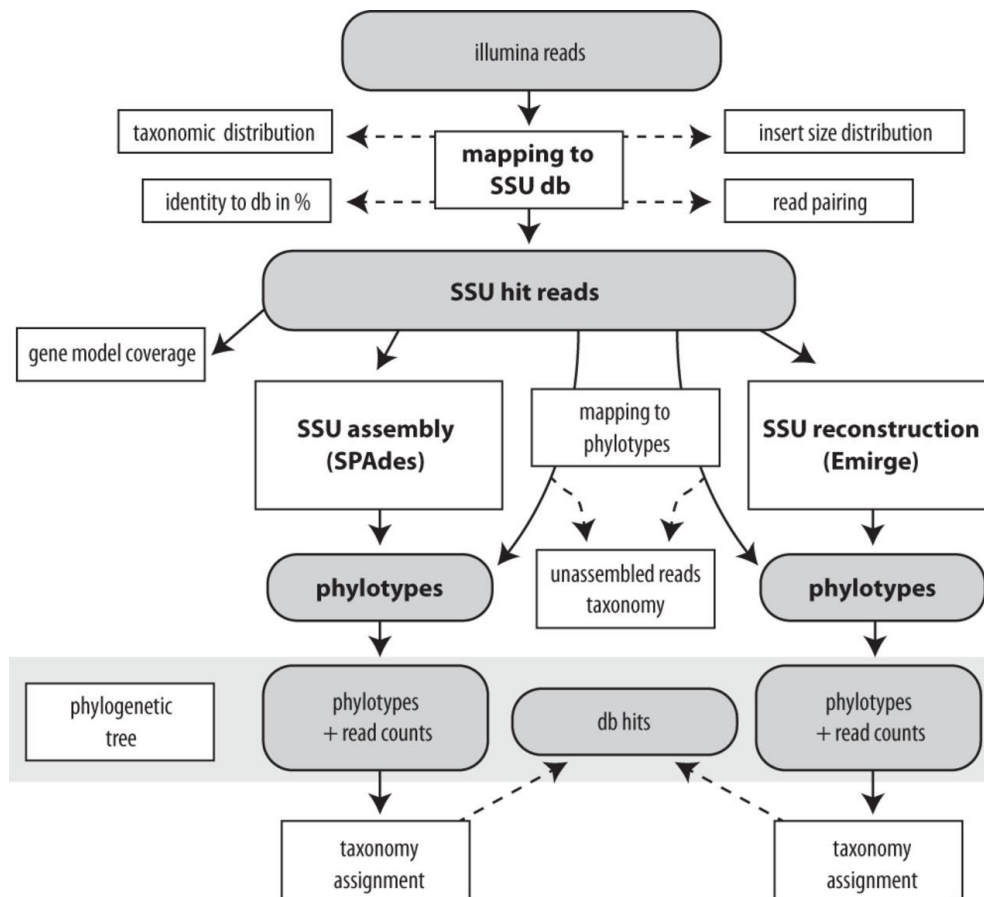 illumina reads
taxonomic distribution
mapping to
SSU db
insert size distribution
identity to db in %
read pairing
SSU hit reads
gene model coverage
SSU assembly
(SPAdes)
mapping to
phylotypes
SSU reconstruction
(Emirge)
phylotypes
unassembled reads
taxonomy
phylotypes
phylogenetic
tree
phylotypes
+ read counts
db hits
phylotypes
+ read counts
taxonomy
assignment
taxonomy
assignment